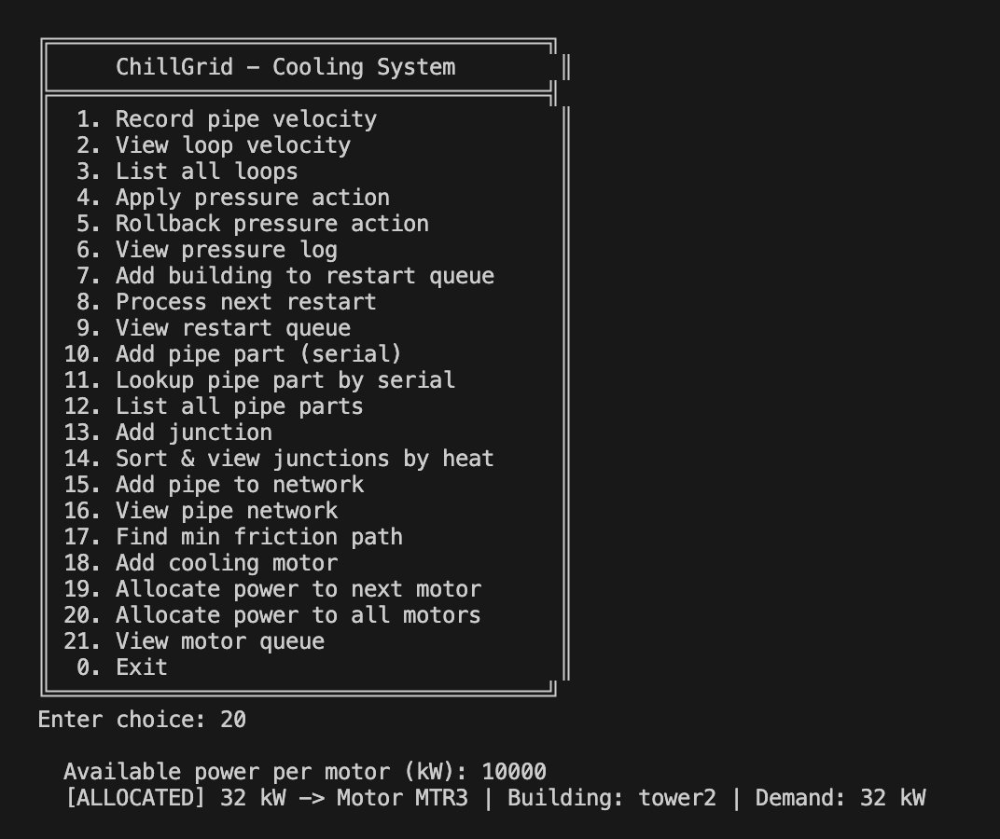 ChillGrid - Cooling System
1. Record pipe velocity
2. View loop velocity
3. List all loops
4. Apply pressure action
5. Rollback pressure action
6. View pressure log
7. Add building to restart queue
8. Process next restart
9. View restart queue
10. Add pipe part (serial)
11. Lookup pipe part by serial
12. List all pipe parts
13. Add junction
14. Sort & view junctions by heat
15. Add pipe to network
16. View pipe network
17. Find min friction path
18. Add cooling motor
19. Allocate power to next motor
20. Allocate power to all motors
21. View motor queue
0. Exit
Enter choice: 20
Available power per motor (kW): 10000
[ALLOCATED] 32 kW -> Motor MTR3 | Building: tower2 | Demand: 32 kW